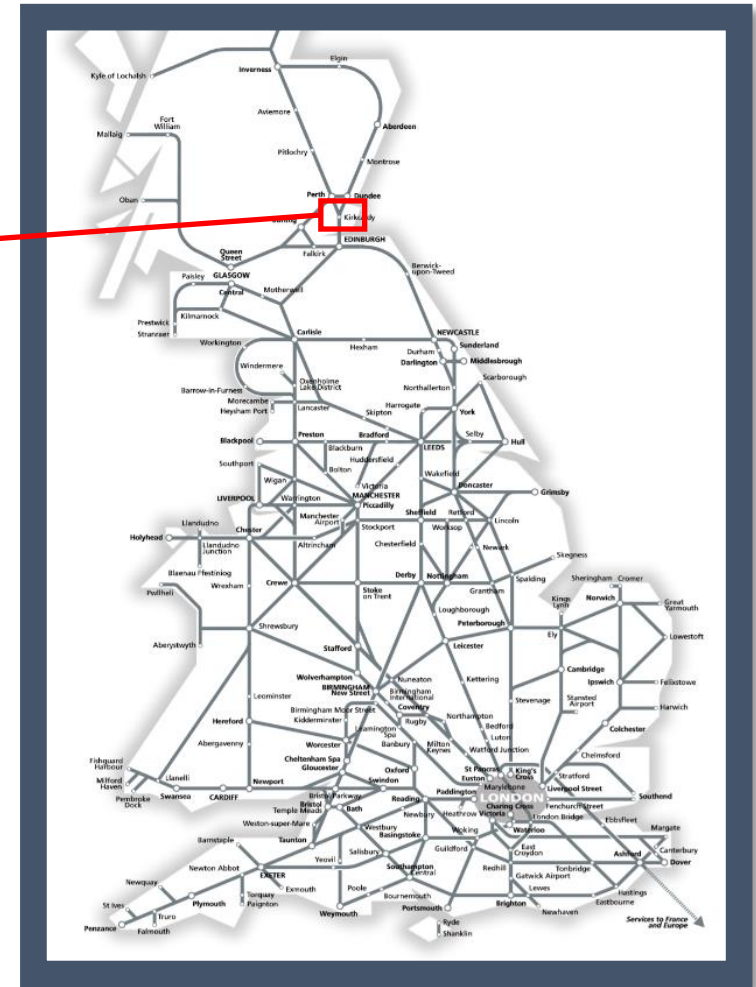 Elgin
Kyle of Lochalsh
Inverness
Aviemore
Fort
William
Mallaig
Aberdeen
Pitlochry
Montrose
Oban
Perth
Dundee
Kirkcaldy
EDINBURGH
Queen
Street
Falkirk
Berwick-
upon-Tweed
Paisley
GLASGOW
Central
Motherwell
Prestwick
Kilmarnock
Stranraer
Carlisle
NEWCASTLE
Workington
Hexham
Durham
Sunderland
Darlington
Middlesbrough
Windermere
Scarborough
Oxenholme
Lake District
Barrow-in-Furness
Northallerton
Morecambe
Heysham Port
Lancaster
Harrogate
Skipton
York
Blackpool
Preston
Bradford
Selby
Blackburn
LEEDS
Hull
Huddersfield
Southport
Bolton
Wakefield
Wigan
Victoria
Doncaster
MANCHESTER
Piccadilly
Grimsby
LIVERPOOL
Warrington
Manchester
Airport
Sheffield
Retford
Llandudno
Stockport
Worksop
Lincoln
Holyhead
Chester
Llandudno
Junction
Altrincham
Chesterfield
Newark
Skegness
Blaenau Ffestiniog
Wrexham
Crewe
Derby
Nottingham
Spalding
Sheringham
Cromer
Pwllheli
Stoke
on Trent
Grantham
Kings
Lynn
Norwich
Great
Yarmouth
Loughborough
Peterborough
Shrewsbury
Ely
Lowestoft
Aberystwyth
Stafford
Leicester
Cambridge
Wolverhampton
Nuneaton
Kettering
Ipswich
Felixstowe
BIRMINGHAM
New Street
Birmingham
International
Stansted
Airport
Leominster
Coventry
Stevenage
Harwich
Birmingham Moor Street
Northampton
Hereford
Kidderminster
Rugby
Bedford
Colchester
Leamington
Spa
Luton
Abergavenny
Worcester
Banbury
Milton
Keynes
Watford Junction
Chelmsford
Cheltenham Spa
Gloucester
Oxford
St Pancras
King's
Cross
Fishguard
Harbour
Euston
Stratford
Milford
Haven
Llanelli
Newport
Swindon
Paddington
Marylebone
Liverpool Street
Pembroke
Dock
Swansea
CARDIFF
Bristol Parkway
Reading
LONDON
Southend
Bristol
Temple Meads
Bath
Charing Cross
Fenchurch Street
Weston-super-Mare
Newbury
Heathrow
Victoria
London Bridge
Ebbsfleet
Westbury
Basingstoke
Woking
Waterloo
Margate
Barnstaple
Taunton
Salisbury
Guildford
East
Croydon
Canterbury
Newton Abbot
Yeovil
Southampton
Central
Redhill
Tonbridge
Ashford
Dover
EXETER
Gatwick Airport
Newquay
Exmouth
Poole
Lewes
Hastings
Torquay
Paignton
Bournemouth
Eastbourne
St Ives
Plymouth
Portsmouth
Brighton
Newhaven
Truro
Weymouth
Ryde
Services to France
and Europe
Penzance
Falmouth
Shanklin